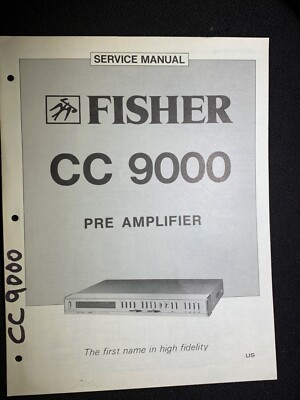 SERVICE MANUAL
FISHER
CC 9000
PRE AMPLIFIER
The first name in high fidelity
US
CC 9000